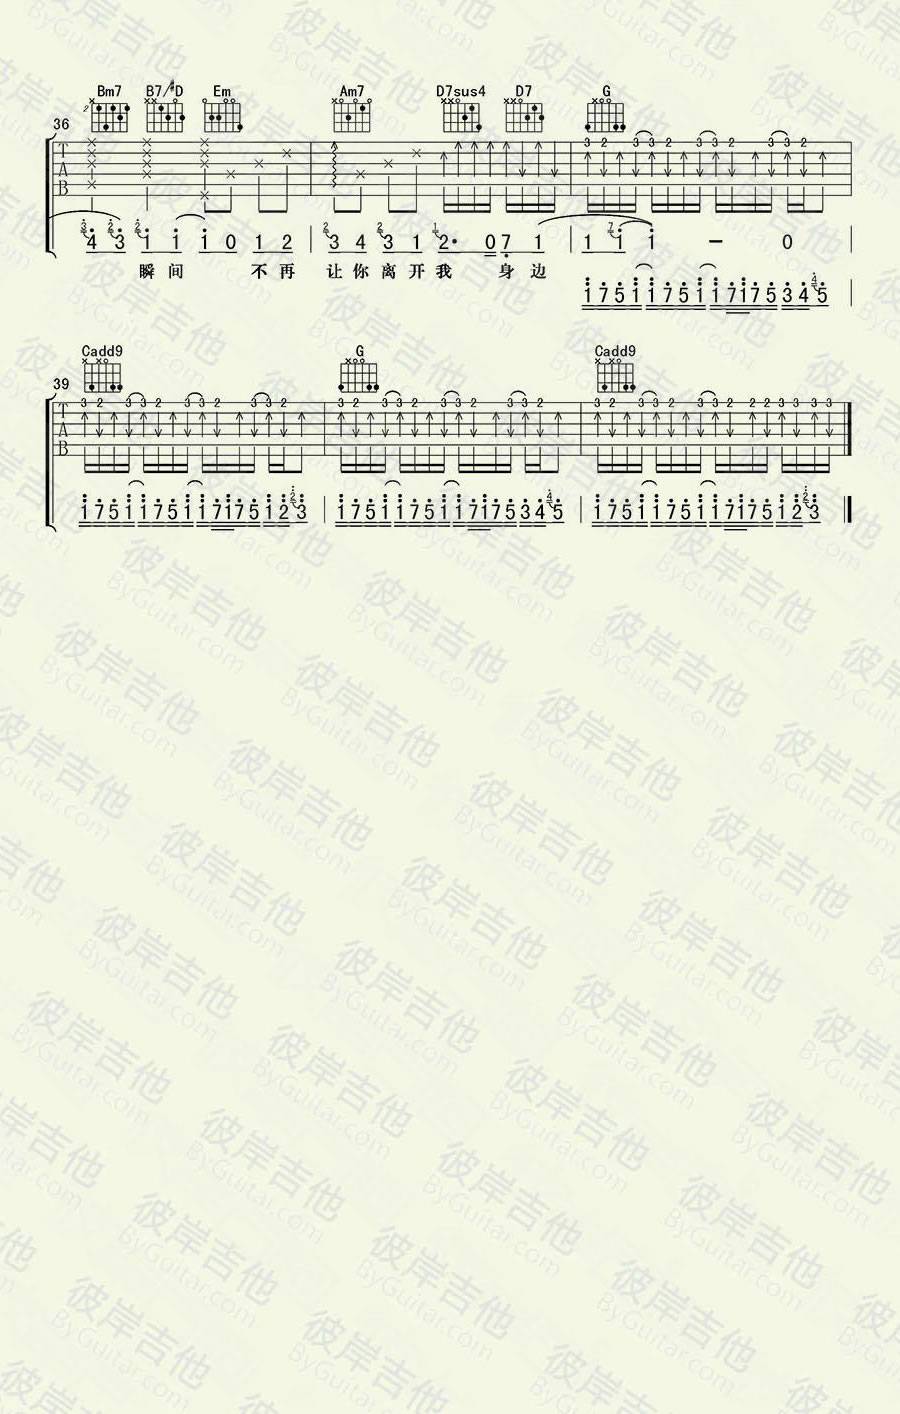 Bm7 B7/#D Em Am7 D7sus4 D7 G
36
3 2 3 3 2 3 3 2 3 3 2
T
A
B
4 3 1 1 1 0 1 2 3 4 3 1 2· 0 7 1 1 1 1 - 0
瞬间 不再 让你离开我 身边
1 7 5 1 1 7 5 1 1 7 1 7 5 3 4 5
Cadd9 G Cadd9
39
3 2 3 3 2 3 3 2 3 3 2 3 2 3 3 2 3 3 2 3 3 2 3 2 3 3 2 3 3 2 2 2 3 3 3
T
A
B
1 7 5 1 1 7 5 1 1 7 1 7 5 1 2 3 1 7 5 1 1 7 5 1 1 7 1 7 5 3 4 5 1 7 5 1 1 7 5 1 1 7 1 7 5 1 2 3
彼岸吉他
ByGuitar.com